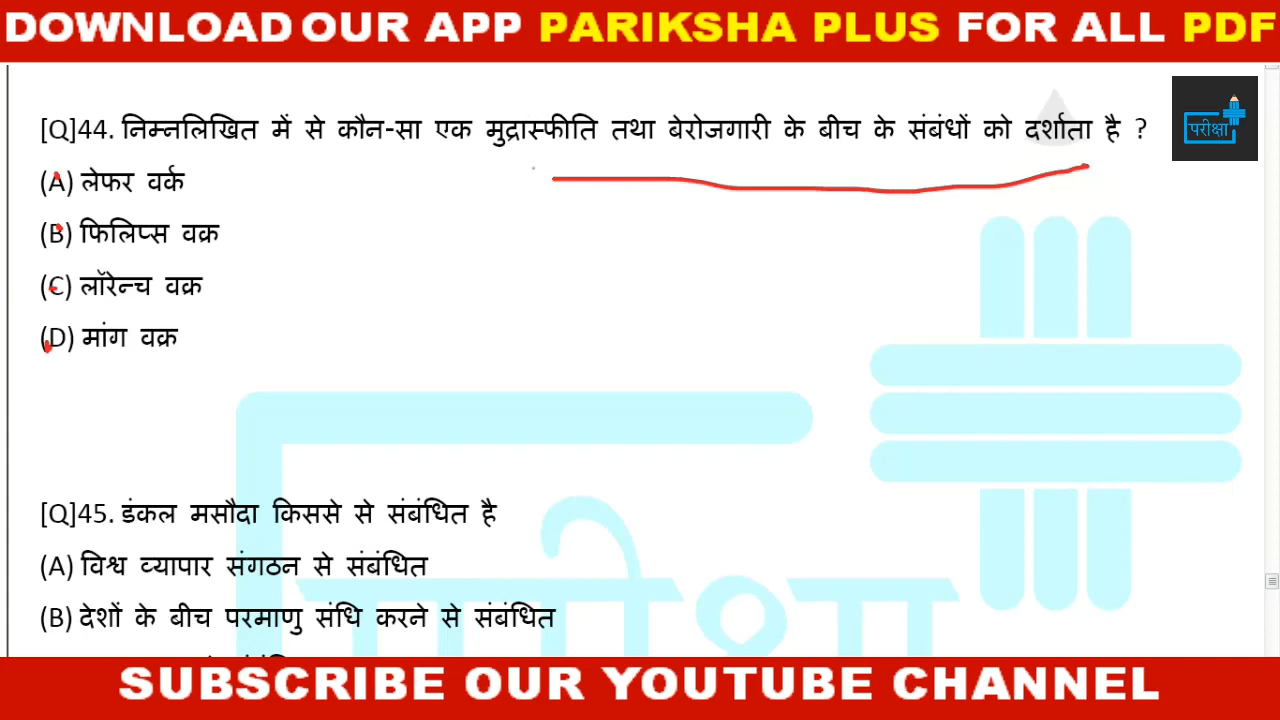 DOWNLOAD OUR APP PARIKSHA PLUS FOR ALL PDF
परीक्षा
[Q]44. निम्नलिखित में से कौन-सा एक मुद्रास्फीति तथा बेरोजगारी के बीच के संबंधों को दर्शाता है ?
(A) लेफर वर्क
(B) फिलिप्स वक्र
(C) लॉरेन्च वक्र
(D) मांग वक्र
[Q]45. डंकल मसौदा किससे से संबंधित है
(A) विश्व व्यापार संगठन से संबंधित
(B) देशों के बीच परमाणु संधि करने से संबंधित
SUBSCRIBE OUR YOUTUBE CHANNEL